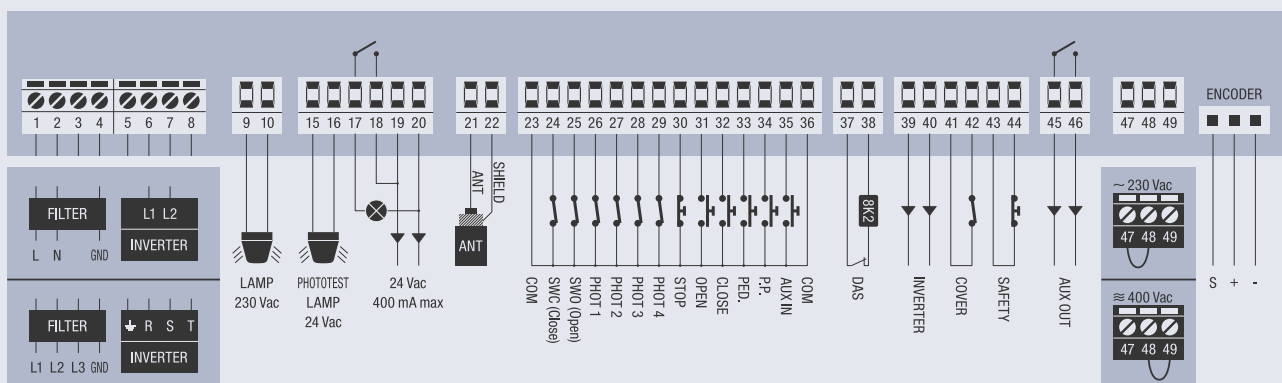 ENCODER
1 2 3 4 5 6 7 8 9 10 15 16 17 18 19 20 21 22 23 24 25 26 27 28 29 30 31 32 33 34 35 36 37 38 39 40 41 42 43 44 45 46 47 48 49
FILTER
L N GND
L1 L2
INVERTER
FILTER
L1 L2 L3 GND
R S T
INVERTER
LAMP
230 Vac
PHOTOTEST
LAMP
24 Vac
24 Vac
400 mA max
ANT
SHIELD
ANT
COM
SWC (Close)
SWO (Open)
PHOT 1
PHOT 2
PHOT 3
PHOT 4
STOP
OPEN
CLOSE
PED.
P.P.
AUX IN
COM
8K2
DAS
INVERTER
COVER
SAFETY
AUX OUT
~ 230 Vac
47 48 49
≈ 400 Vac
47 48 49
S + -